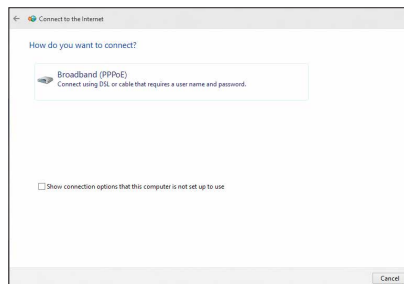 Connect to the Internet
How do you want to connect?
Broadband (PPPoE)
Connect using DSL or cable that requires a user name and password.
Show connection options that this computer is not set up to use
Cancel